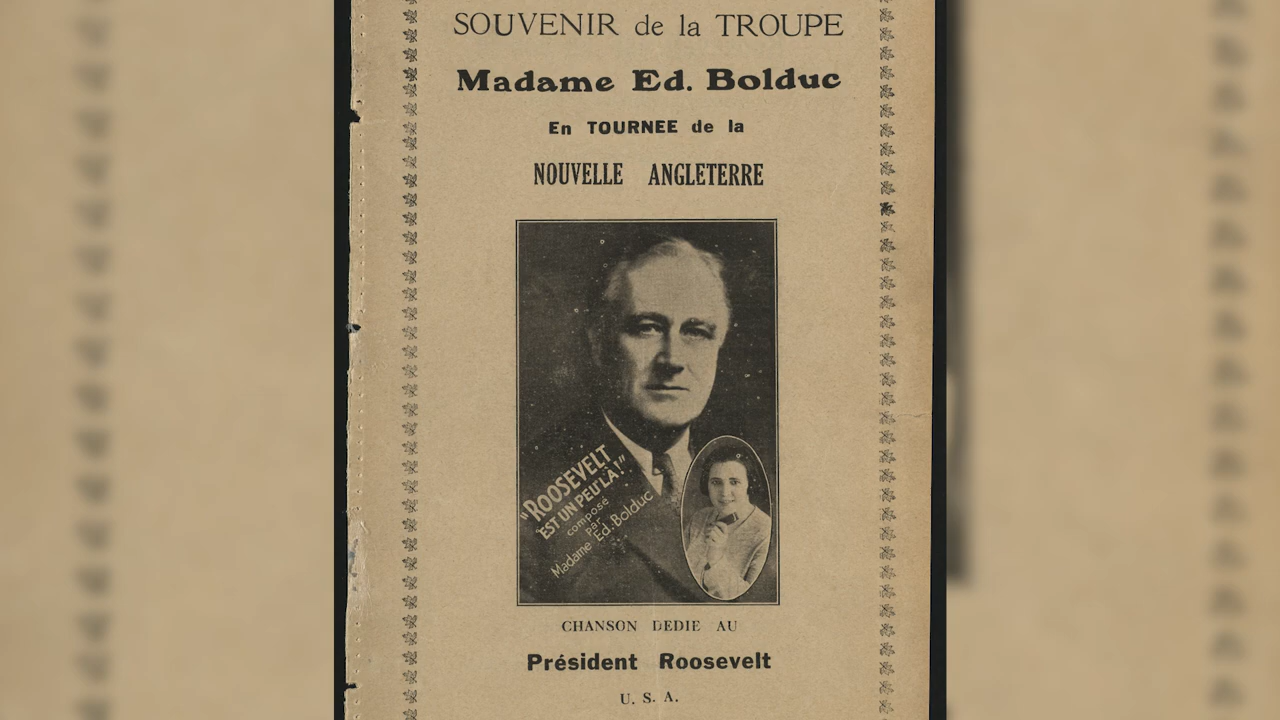 SOUVENIR de la TROUPE
Madame Ed. Bolduc
En TOURNEE de la
NOUVELLE ANGLETERRE
"ROOSEVELT
EST UN PEU LÀ!"
composé
par
Madame Ed. Bolduc
CHANSON DEDIE AU
Président Roosevelt
U. S. A.